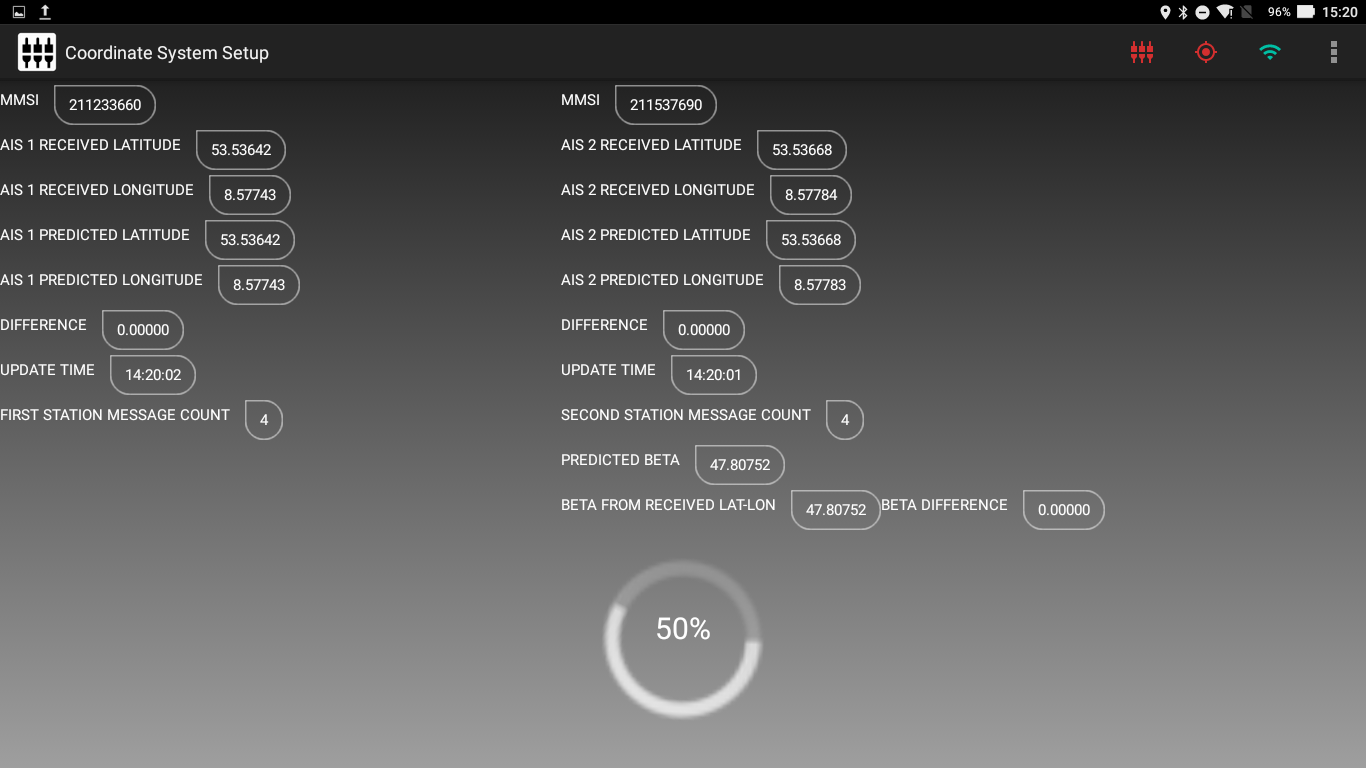 96% 15:20
Coordinate System Setup
MMSI 211233660 MMSI 211537690
AIS 1 RECEIVED LATITUDE 53.53642 AIS 2 RECEIVED LATITUDE 53.53668
AIS 1 RECEIVED LONGITUDE 8.57743 AIS 2 RECEIVED LONGITUDE 8.57784
AIS 1 PREDICTED LATITUDE 53.53642 AIS 2 PREDICTED LATITUDE 53.53668
AIS 1 PREDICTED LONGITUDE 8.57743 AIS 2 PREDICTED LONGITUDE 8.57783
DIFFERENCE 0.00000 DIFFERENCE 0.00000
UPDATE TIME 14:20:02 UPDATE TIME 14:20:01
FIRST STATION MESSAGE COUNT 4 SECOND STATION MESSAGE COUNT 4
PREDICTED BETA 47.80752
BETA FROM RECEIVED LAT-LON 47.80752 BETA DIFFERENCE 0.00000
50%